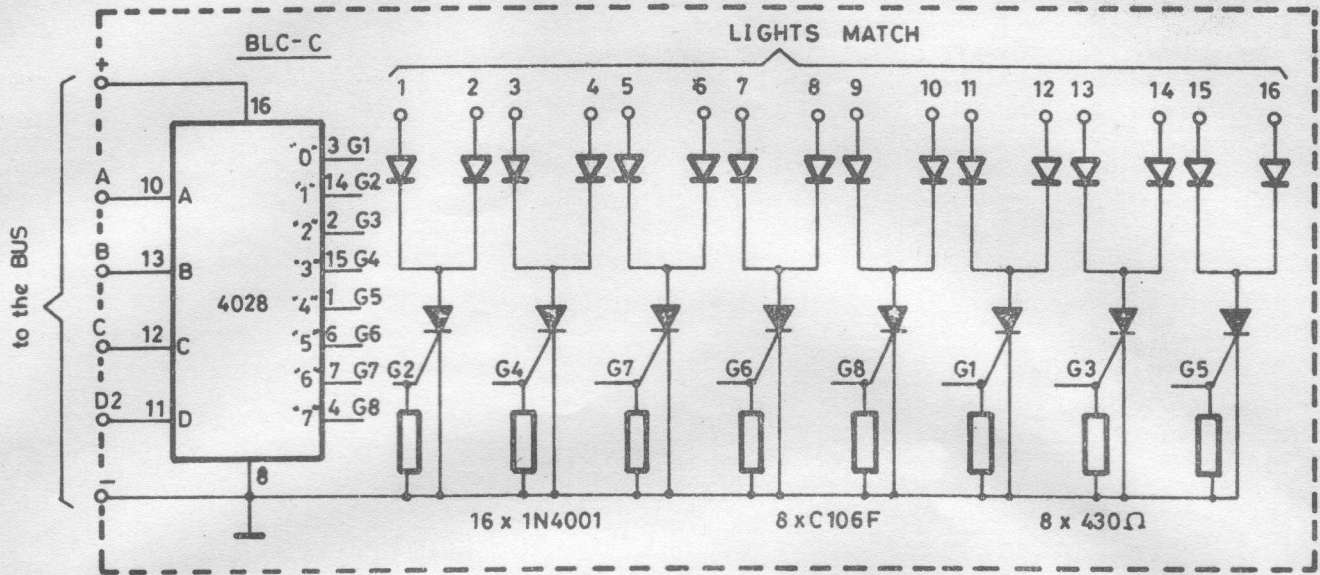 BLC-C
LIGHTS MATCH
to the BUS
+
1 2 3 4 5 6 7 8 9 10 11 12 13 14 15 16
16
"0" 3 G1
"1" 14 G2
"2" 2 G3
"3" 15 G4
"4" 1 G5
"5" 6 G6
"6" 7 G7
"7" 4 G8
A 10 A
B 13 B
C 12 C
D2 11 D
4028
8
–
G2 G4 G7 G6 G8 G1 G3 G5
16 x 1N4001 8 x C106F 8 x 430Ω